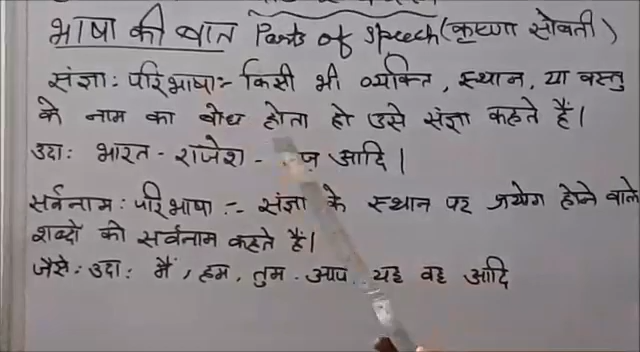 भाषा की बात Parts of Speech (कृष्णा सोबती)
संज्ञा: परिभाषा:- किसी भी व्यक्ति, स्थान, या वस्तु
के नाम का बोध होता हो उसे संज्ञा कहते हैं।
उदा: भारत - राजेश - आदि।
सर्वनाम: परिभाषा:- संज्ञा के स्थान पर प्रयोग होने वाले
शब्दों को सर्वनाम कहते हैं।
जैसे: उदा: मैं, हम, तुम. आप. यह वह आदि